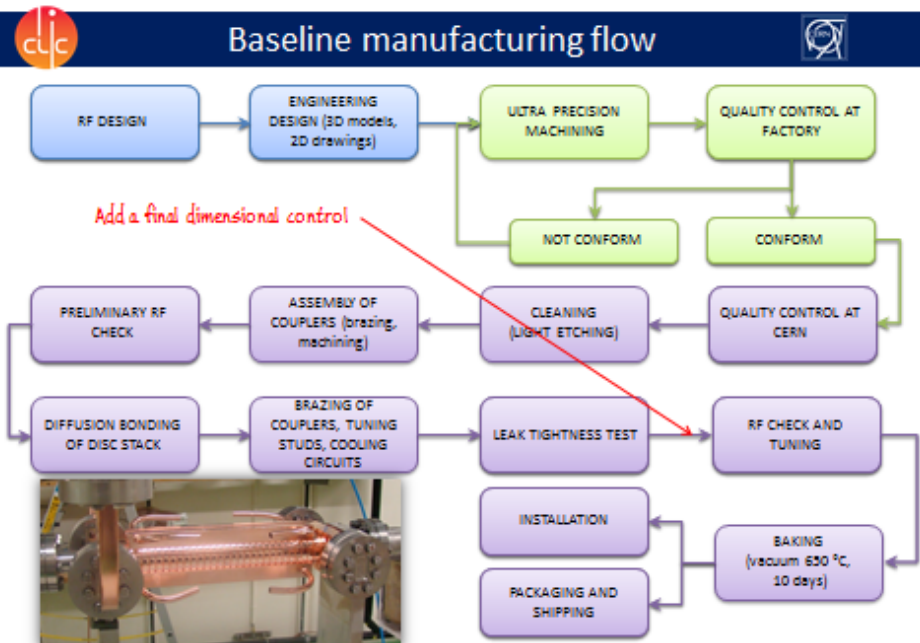 clic
Baseline manufacturing flow
CERN
RF DESIGN
ENGINEERING
DESIGN (3D models,
2D drawings)
ULTRA PRECISION
MACHINING
QUALITY CONTROL AT
FACTORY
Add a final dimensional control
NOT CONFORM
CONFORM
PRELIMINARY RF
CHECK
ASSEMBLY OF
COUPLERS (brazing,
machining)
CLEANING
(LIGHT ETCHING)
QUALITY CONTROL AT
CERN
DIFFUSION BONDING
OF DISC STACK
BRAZING OF
COUPLERS, TUNING
STUDS, COOLING
CIRCUITS
LEAK TIGHTNESS TEST
RF CHECK AND
TUNING
INSTALLATION
BAKING
(vacuum 650 °C,
10 days)
PACKAGING AND
SHIPPING